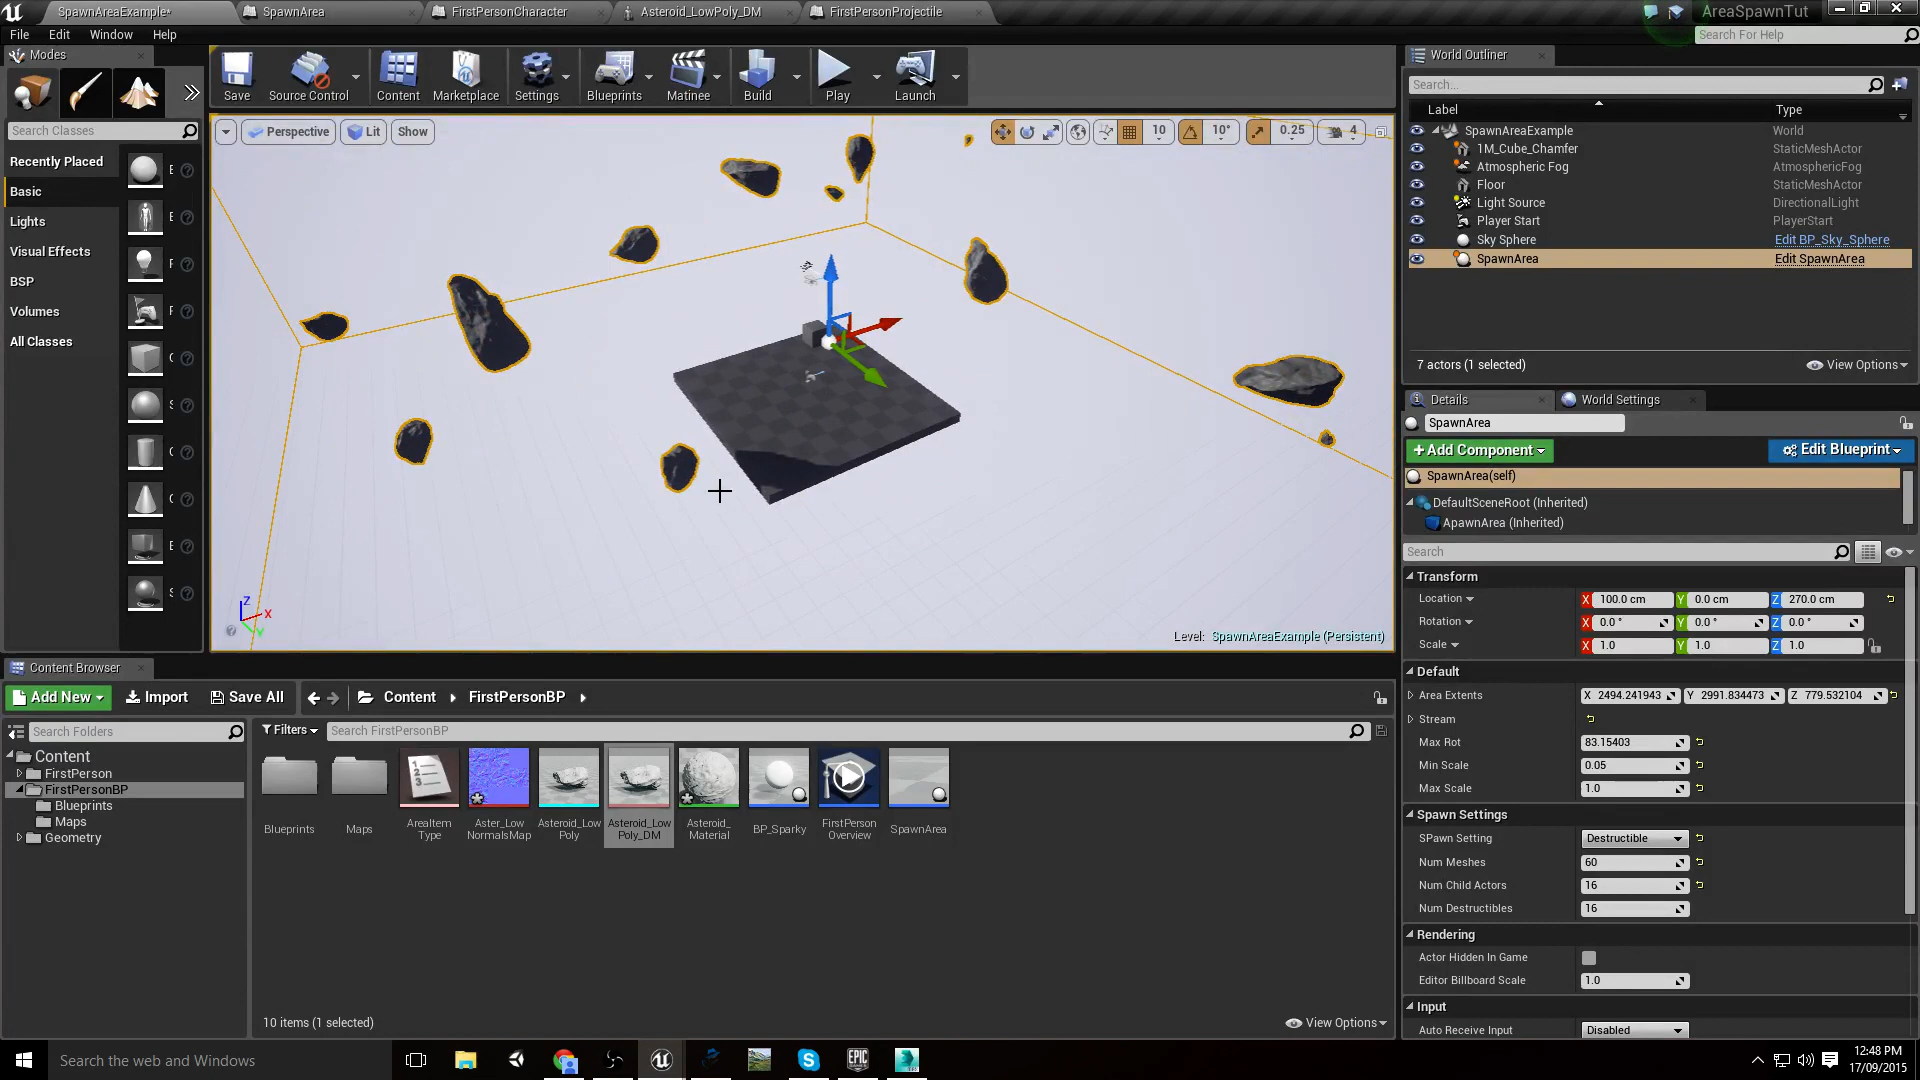 SpawnAreaExample*
SpawnArea
FirstPersonCharacter
Asteroid_LowPoly_DM
FirstPersonProjectile
AreaSpawnTut
File Edit Window Help
Search For Help
Modes
Save
Source Control
Content
Marketplace
Settings
Blueprints
Matinee
Build
Play
Launch
Search Classes
Recently Placed
Basic
Lights
Visual Effects
BSP
Volumes
All Classes
Perspective
Lit
Show
10
10°
0.25
4
Z
X
Y
Level: SpawnAreaExample (Persistent)
World Outliner
Search...
Label Type
SpawnAreaExample World
1M_Cube_Chamfer StaticMeshActor
Atmospheric Fog AtmosphericFog
Floor StaticMeshActor
Light Source DirectionalLight
Player Start PlayerStart
Sky Sphere Edit BP_Sky_Sphere
SpawnArea Edit SpawnArea
7 actors (1 selected)
View Options
Details
World Settings
SpawnArea
+Add Component
Edit Blueprint
SpawnArea(self)
DefaultSceneRoot (Inherited)
ApawnArea (Inherited)
Search
Transform
Location X 100.0 cm Y 0.0 cm Z 270.0 cm
Rotation X 0.0 ° Y 0.0 ° Z 0.0 °
Scale X 1.0 Y 1.0 Z 1.0
Default
Area Extents X 2494.241943 Y 2991.834473 Z 779.532104
Stream
Max Rot 83.15403
Min Scale 0.05
Max Scale 1.0
Spawn Settings
SPawn Setting Destructible
Num Meshes 60
Num Child Actors 16
Num Destructibles 16
Rendering
Actor Hidden In Game
Editor Billboard Scale 1.0
Input
Auto Receive Input Disabled
Content Browser
Add New
Import
Save All
Content
FirstPersonBP
Search Folders
Filters
Search FirstPersonBP
Content
FirstPerson
FirstPersonBP
Blueprints
Maps
Geometry
Blueprints
Maps
AreaItem
Type
Aster_Low
NormalsMap
Asteroid_Low
Poly
Asteroid_Low
Poly_DM
Asteroid_
Material
BP_Sparky
FirstPerson
Overview
SpawnArea
10 items (1 selected)
View Options
Search the web and Windows
EPIC
12:48 PM
17/09/2015